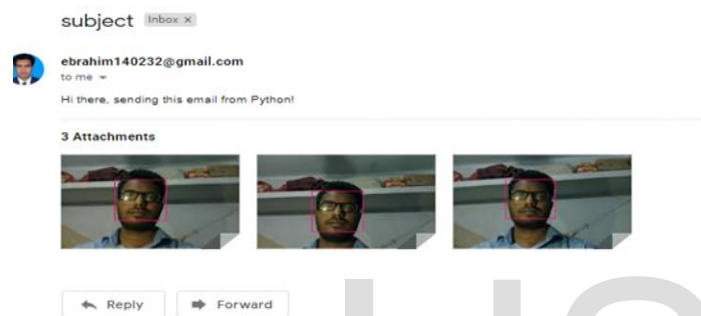 subject Inbox x
ebrahim140232@gmail.com
to me
Hi there, sending this email from Python!
3 Attachments
Reply Forward